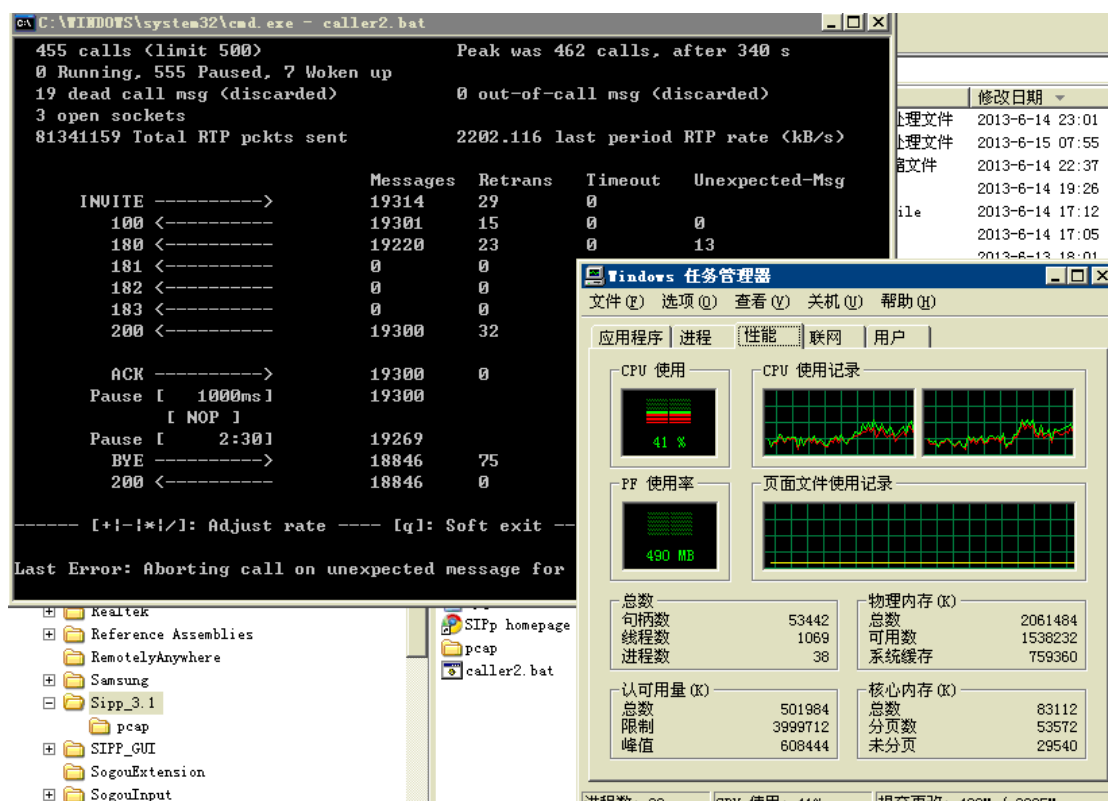 C:\WINDOWS\system32\cmd.exe - caller2.bat
455 calls (limit 500) Peak was 462 calls, after 340 s
0 Running, 555 Paused, 7 Woken up
19 dead call msg (discarded) 0 out-of-call msg (discarded)
3 open sockets
81341159 Total RTP pckts sent 2202.116 last period RTP rate (kB/s)
Messages Retrans Timeout Unexpected-Msg
INVITE ----------> 19314 29 0
100 <---------- 19301 15 0 0
180 <---------- 19220 23 0 13
181 <---------- 0 0
182 <---------- 0 0
183 <---------- 0 0
200 <---------- 19300 32
ACK ----------> 19300 0
Pause [ 1000ms] 19300
[ NOP ]
Pause [ 2:30] 19269
BYE ----------> 18846 75
200 <---------- 18846 0
------ [+|-|*|/]: Adjust rate ---- [q]: Soft exit --
Last Error: Aborting call on unexpected message for
修改日期
理文件 2013-6-14 23:01
理文件 2013-6-15 07:55
文件 2013-6-14 22:37
2013-6-14 19:26
ile 2013-6-14 17:12
2013-6-14 17:05
2013-6-13 18:01
Windows 任务管理器
文件(F) 选项(O) 查看(V) 关机(U) 帮助(H)
应用程序 进程 性能 联网 用户
CPU 使用 CPU 使用记录
41 %
PF 使用率 页面文件使用记录
490 MB
总数
句柄数 53442
线程数 1069
进程数 38
物理内存(K)
总数 2061484
可用数 1538232
系统缓存 759360
认可用量(K)
总数 501984
限制 3999712
峰值 608444
核心内存(K)
总数 83112
分页数 53572
未分页 29540
Realtek
Reference Assemblies
RemotelyAnywhere
Samsung
Sipp_3.1
pcap
SIPP_GUI
SogouExtension
SogouInput
SIPp homepage
pcap
caller2.bat